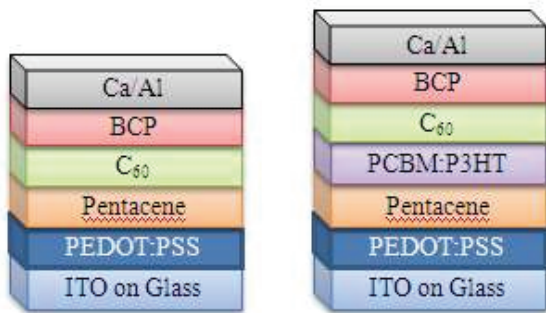 Ca/Al
BCP
C₆₀
Pentacene
PEDOT:PSS
ITO on Glass
Ca/Al
BCP
C₆₀
PCBM:P3HT
Pentacene
PEDOT:PSS
ITO on Glass